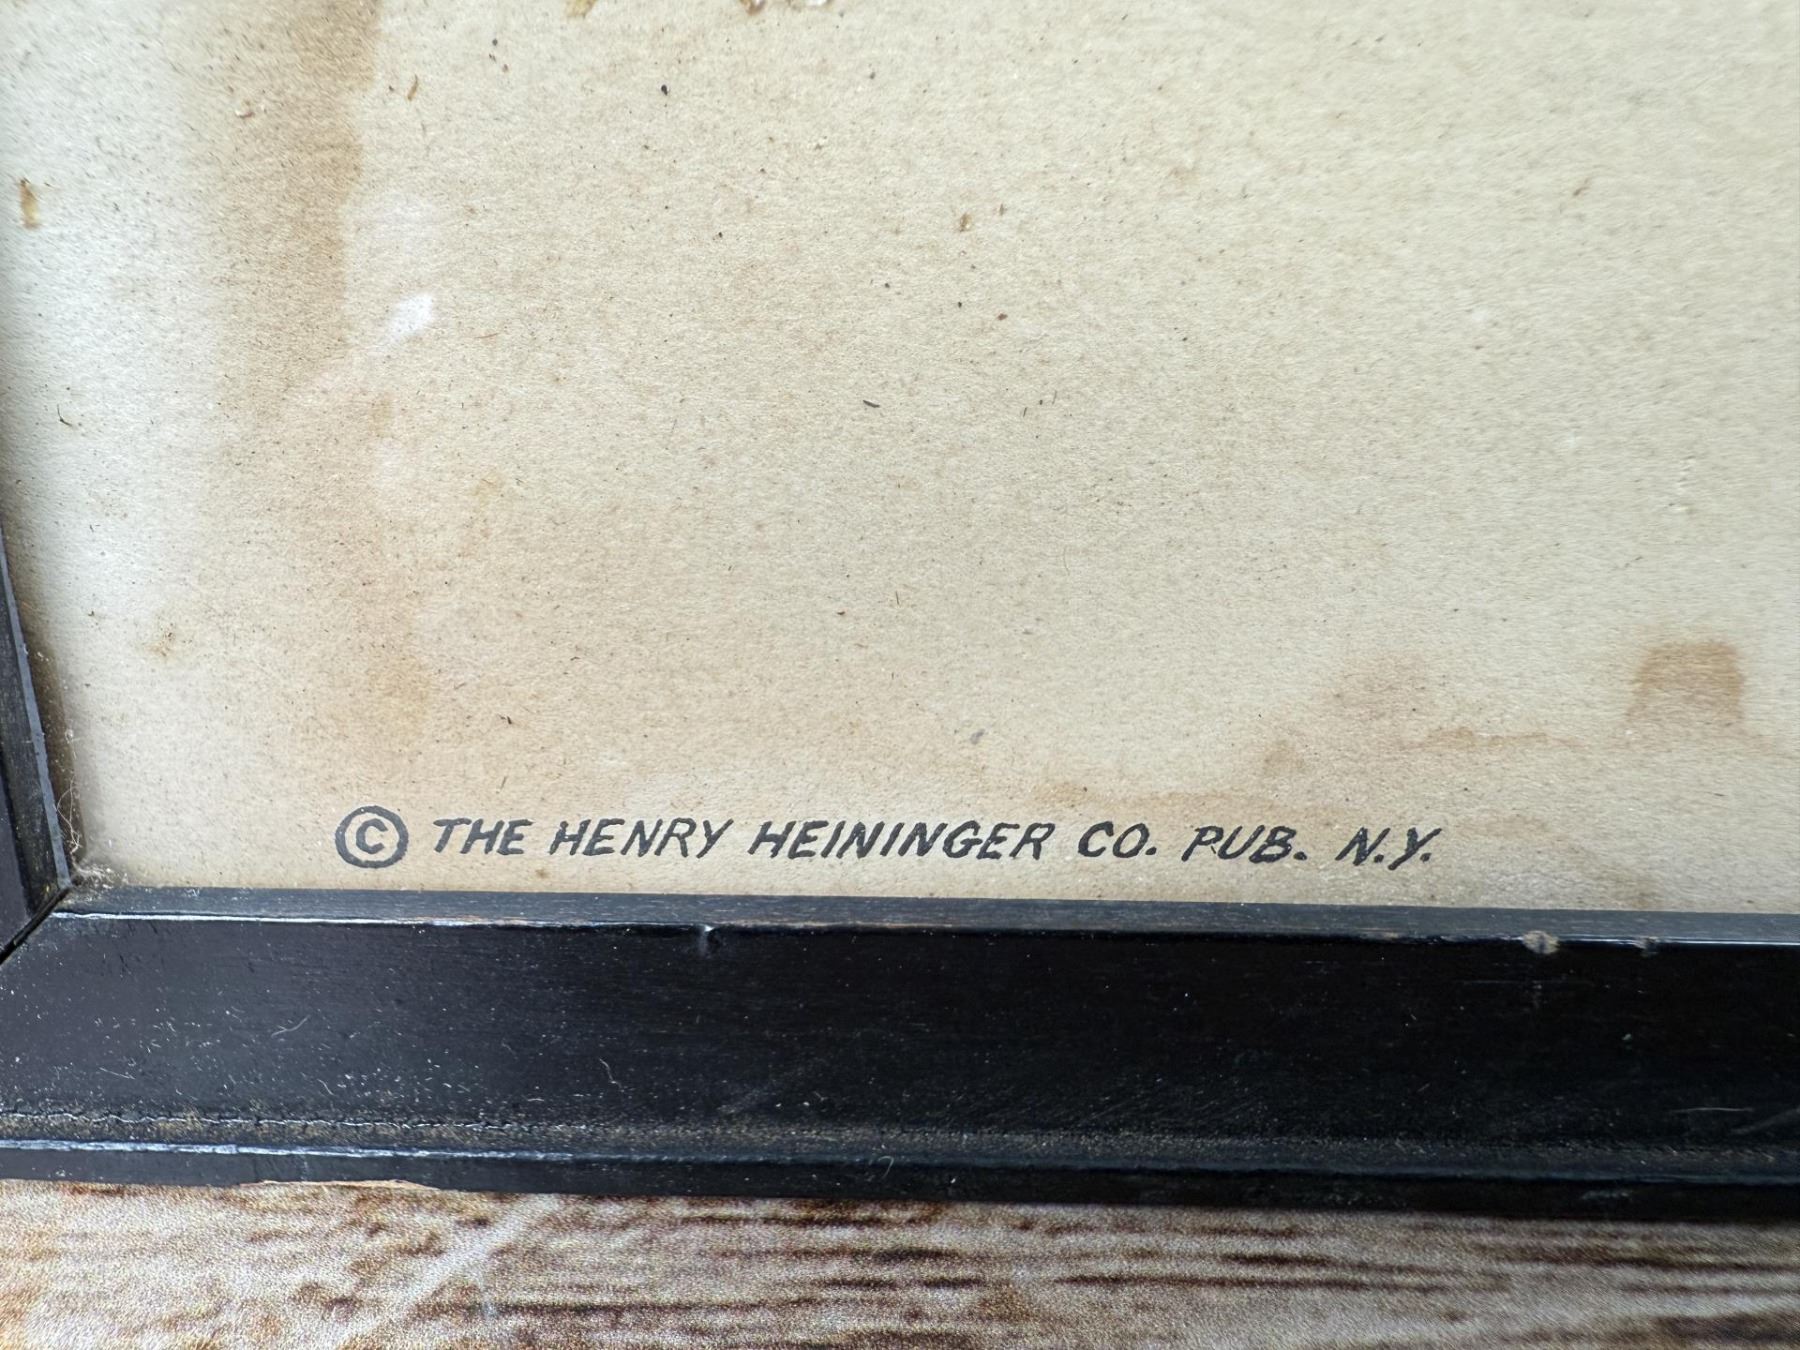 © THE HENRY HEININGER CO. PUB. N.Y.